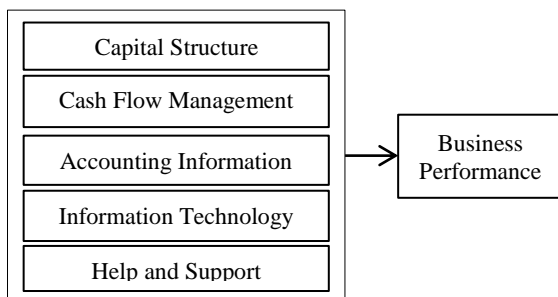 Capital Structure
Cash Flow Management
Accounting Information
Information Technology
Help and Support
Business
Performance